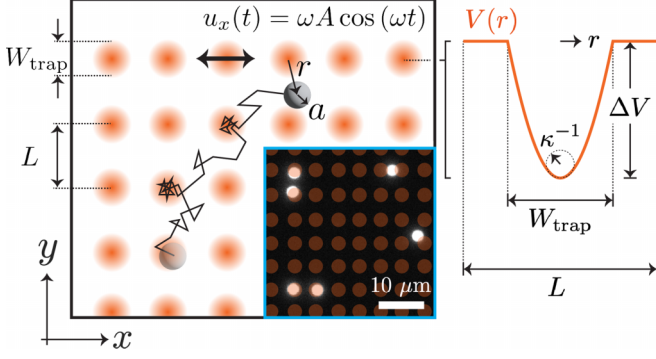 u_x(t) = ωA cos (ωt)
W_trap
L
y
x
r
a
10 μm
V(r)
r
ΔV
κ⁻¹
W_trap
L